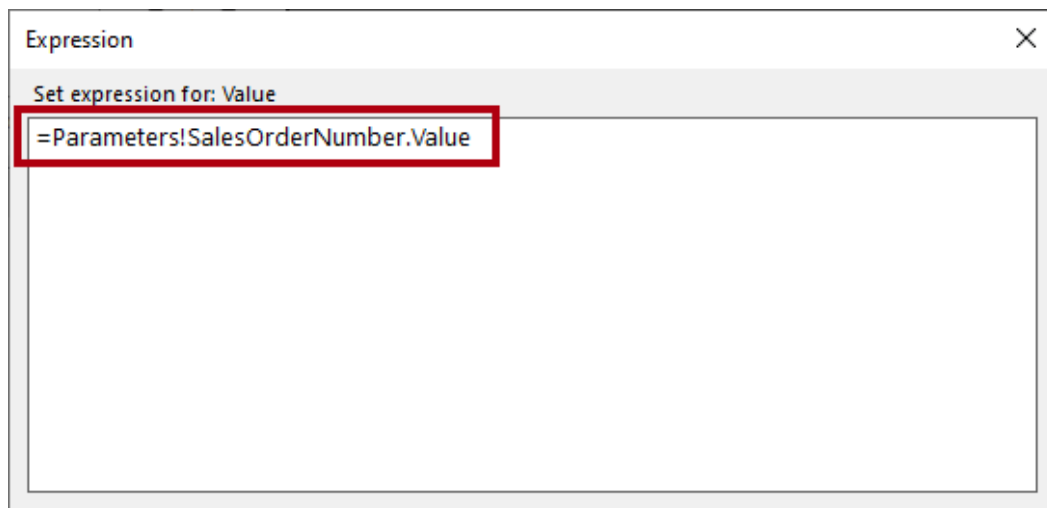 Expression
Set expression for: Value
=Parameters!SalesOrderNumber.Value